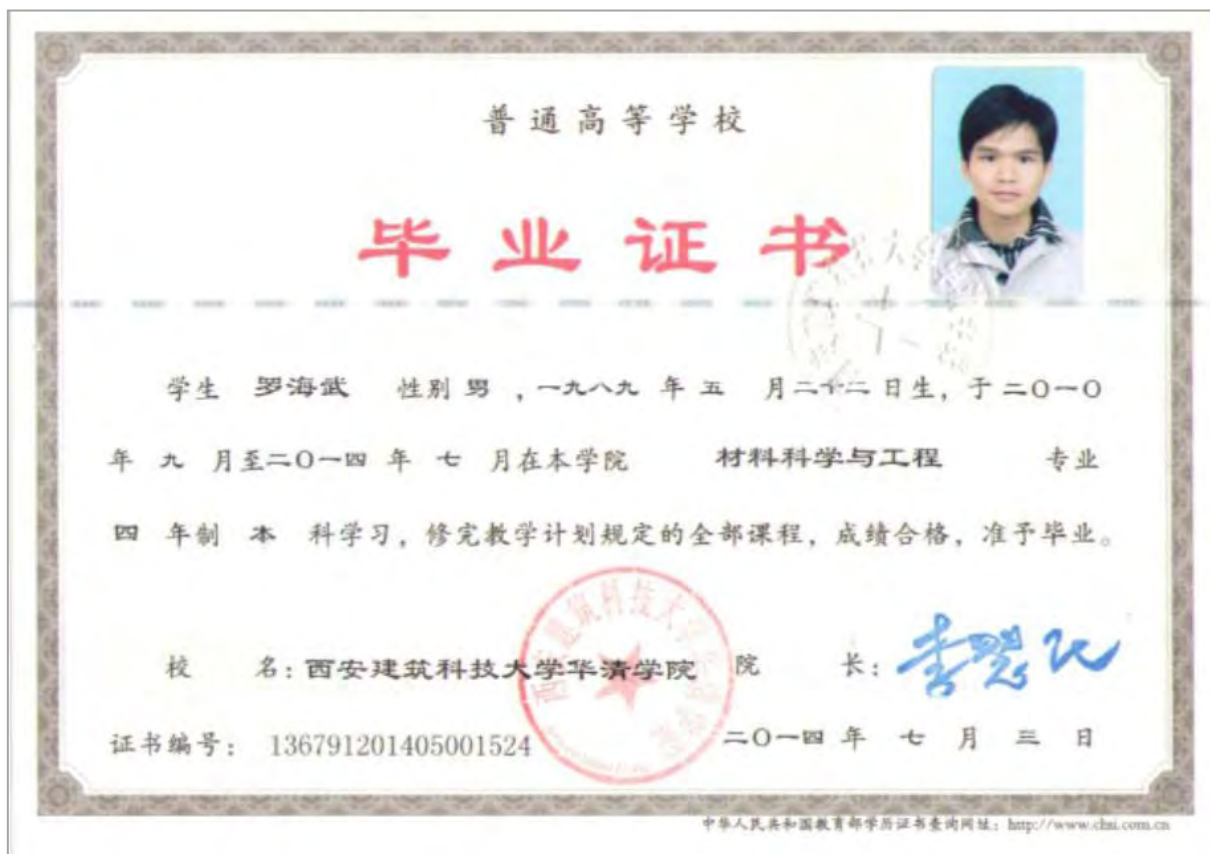 普通高等学校
毕业证书
学生 罗海武 性别 男 ,一九八九 年 五 月二十二日生, 于二〇一〇
年 九 月至二〇一四 年 七 月在本学院 材料科学与工程 专业
四 年制 本 科学习, 修完教学计划规定的全部课程, 成绩合格, 准予毕业。
校 名: 西安建筑科技大学华清学院 院 长:
证书编号: 136791201405001524 二〇一四 年 七 月 三 日
中华人民共和国教育部学历证书查询网址: http://www.chsi.com.cn